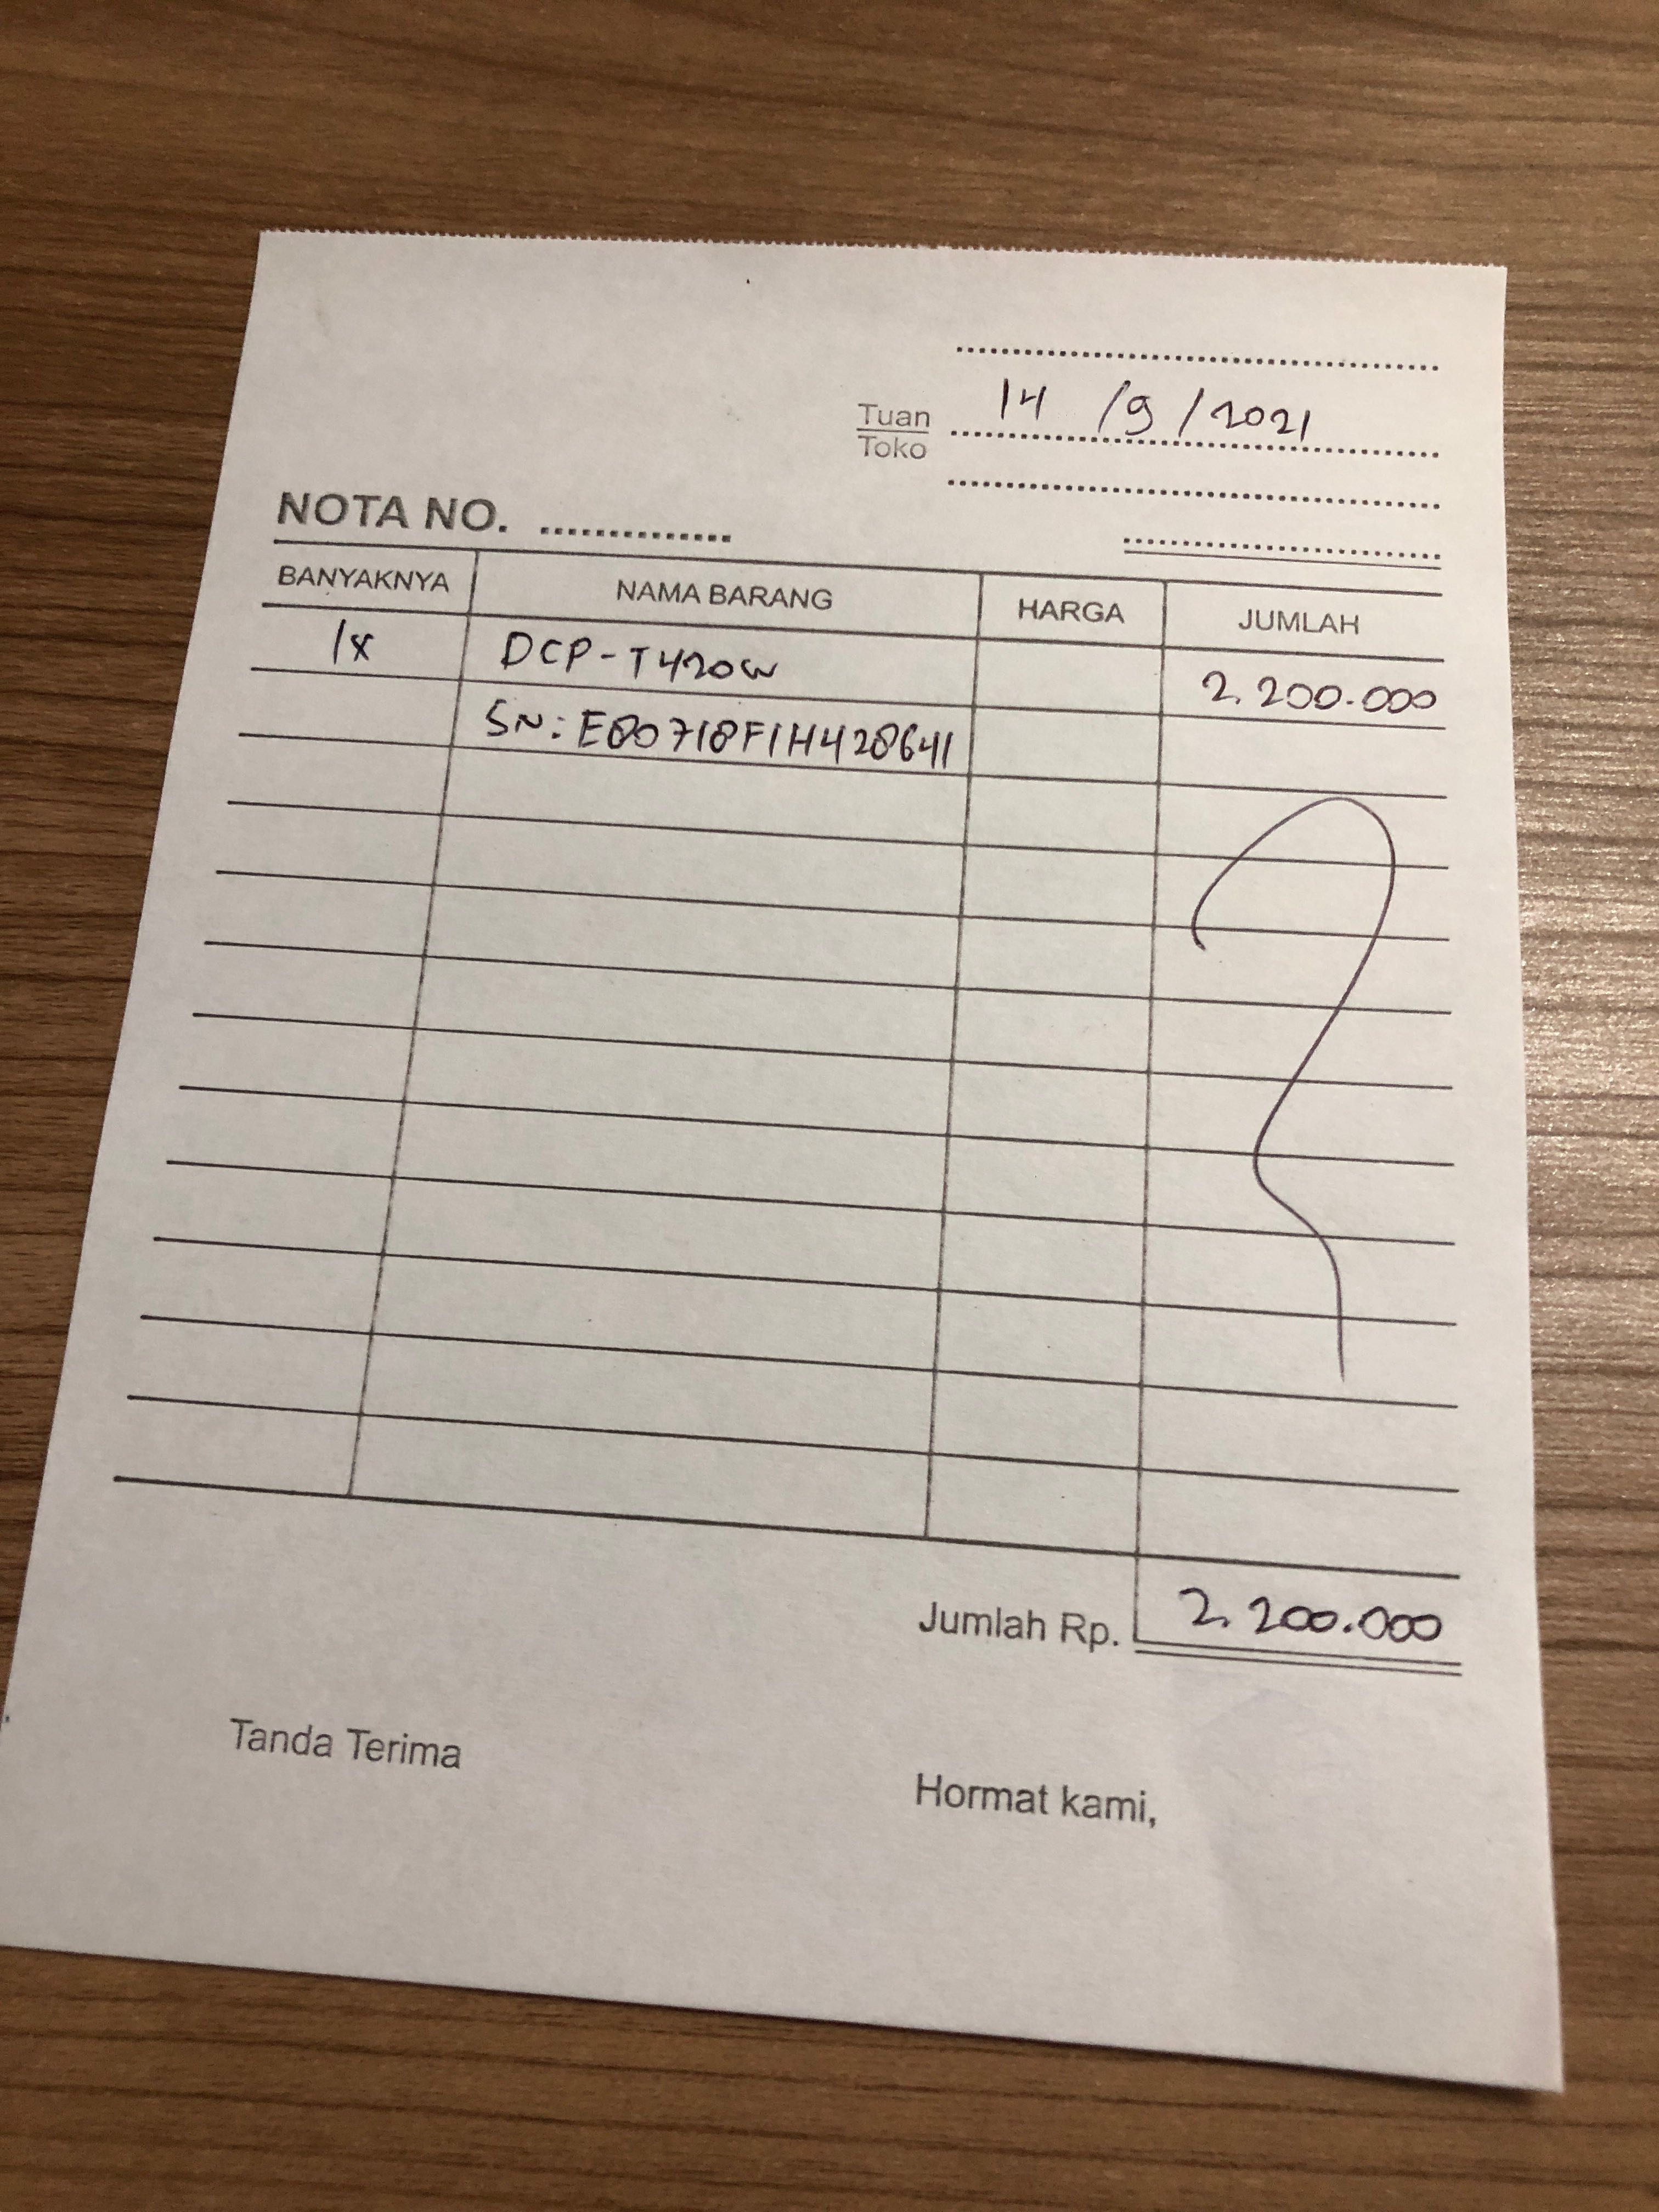 14 /9 /2021
Tuan
Toko
NOTA NO. ..............
BANYAKNYA NAMA BARANG HARGA JUMLAH
1x DCP-T420W 2.200.000
SN: E80718F1H428641
Jumlah Rp. 2.200.000
Tanda Terima
Hormat kami,